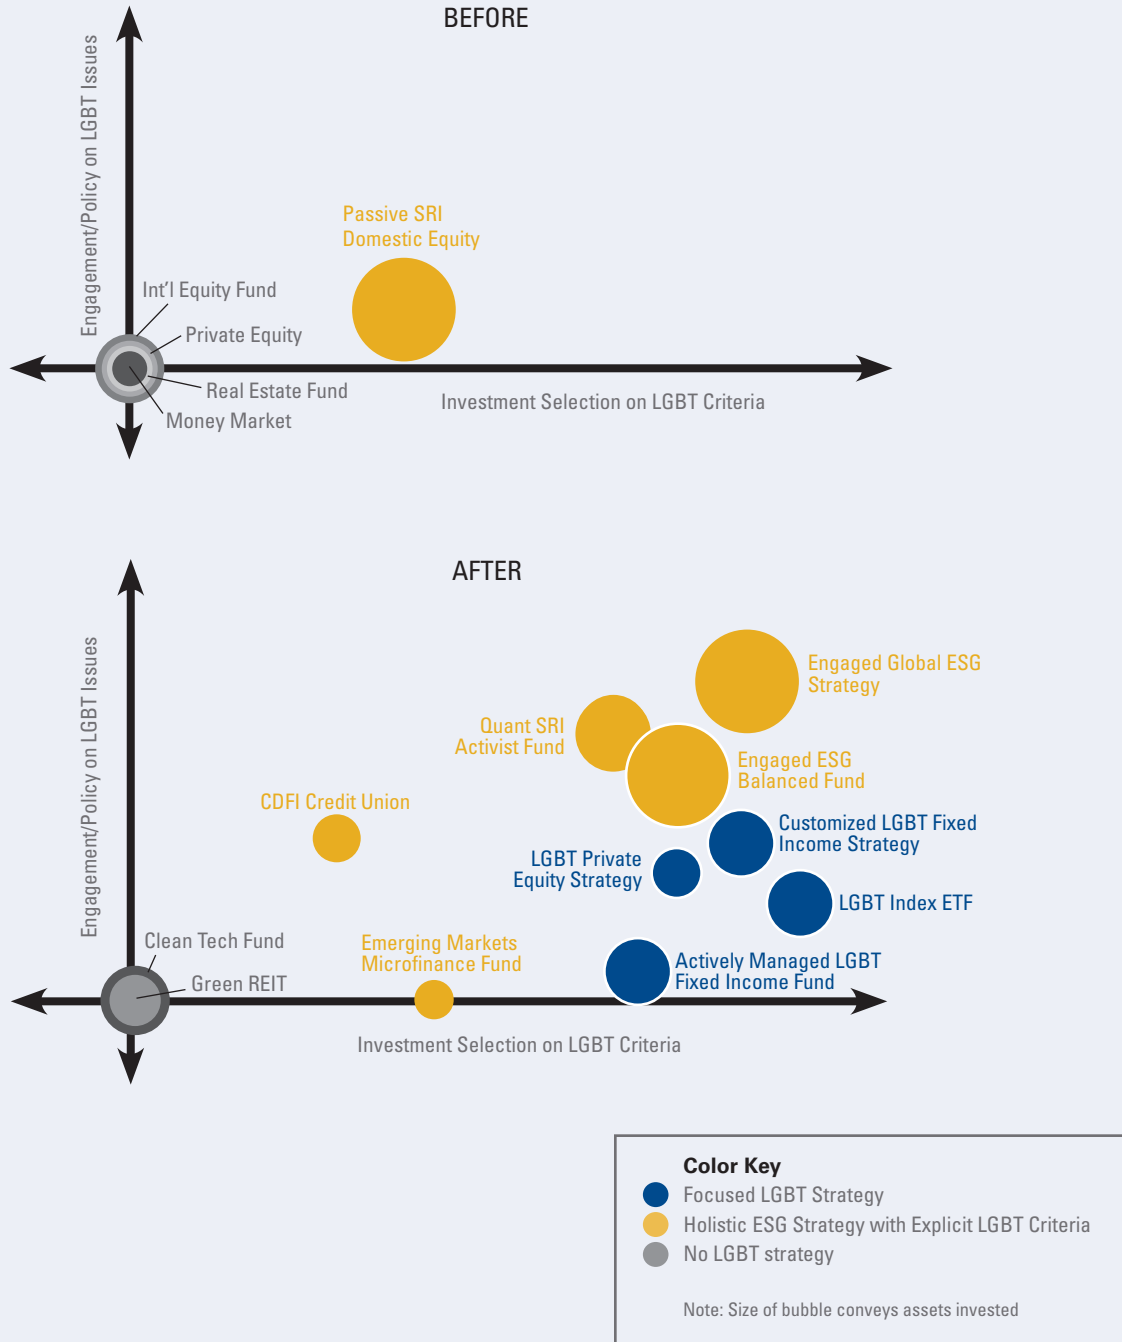 BEFORE
Engagement/Policy on LGBT Issues
Passive SRI
Domestic Equity
Int'l Equity Fund
Private Equity
Real Estate Fund
Money Market
Investment Selection on LGBT Criteria
AFTER
Engagement/Policy on LGBT Issues
Engaged Global ESG
Strategy
Quant SRI
Activist Fund
Engaged ESG
Balanced Fund
CDFI Credit Union
Customized LGBT Fixed
Income Strategy
LGBT Private
Equity Strategy
LGBT Index ETF
Clean Tech Fund
Green REIT
Emerging Markets
Microfinance Fund
Actively Managed LGBT
Fixed Income Fund
Investment Selection on LGBT Criteria
Color Key
Focused LGBT Strategy
Holistic ESG Strategy with Explicit LGBT Criteria
No LGBT strategy
Note: Size of bubble conveys assets invested